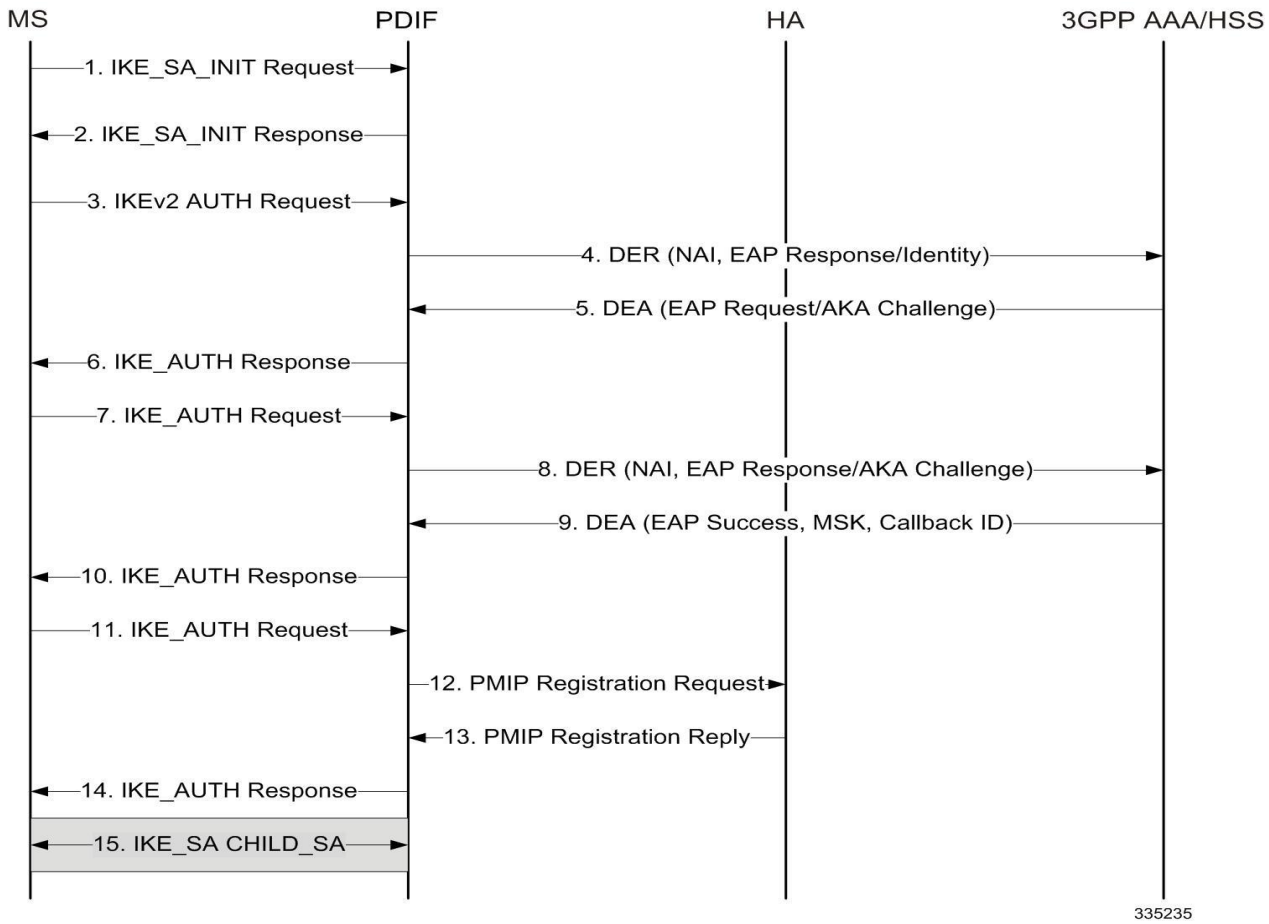 MS PDIF HA 3GPP AAA/HSS
1. IKE_SA_INIT Request
2. IKE_SA_INIT Response
3. IKEv2 AUTH Request
4. DER (NAI, EAP Response/Identity)
5. DEA (EAP Request/AKA Challenge)
6. IKE_AUTH Response
7. IKE_AUTH Request
8. DER (NAI, EAP Response/AKA Challenge)
9. DEA (EAP Success, MSK, Callback ID)
10. IKE_AUTH Response
11. IKE_AUTH Request
12. PMIP Registration Request
13. PMIP Registration Reply
14. IKE_AUTH Response
15. IKE_SA CHILD_SA
335235